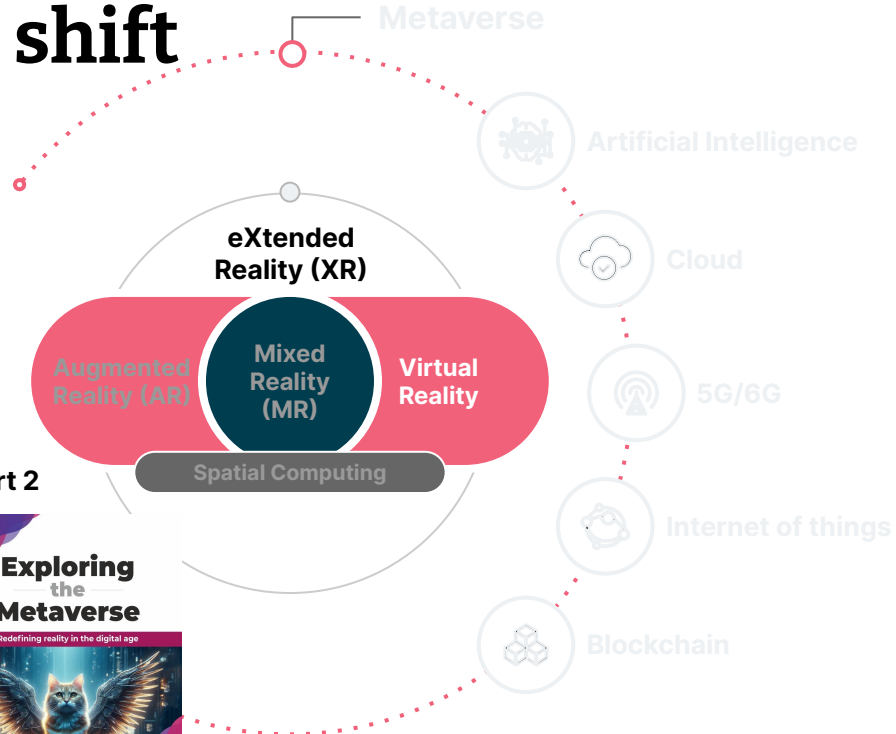 shift
Metaverse
Artificial Intelligence
Cloud
eXtended
Reality (XR)
Augmented
Reality (AR)
Mixed
Reality
(MR)
Virtual
Reality
5G/6G
Spatial Computing
rt 2
Internet of things
Exploring
the
Metaverse
Redefining reality in the digital age
Blockchain